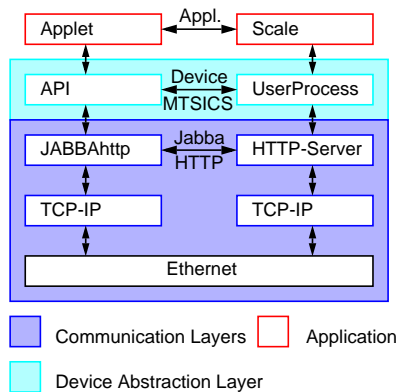 Applet
Appl.
Scale
API
Device
MTSICS
UserProcess
JABBAhttp
Jabba
HTTP
HTTP-Server
TCP-IP
TCP-IP
Ethernet
Communication Layers
Application
Device Abstraction Layer